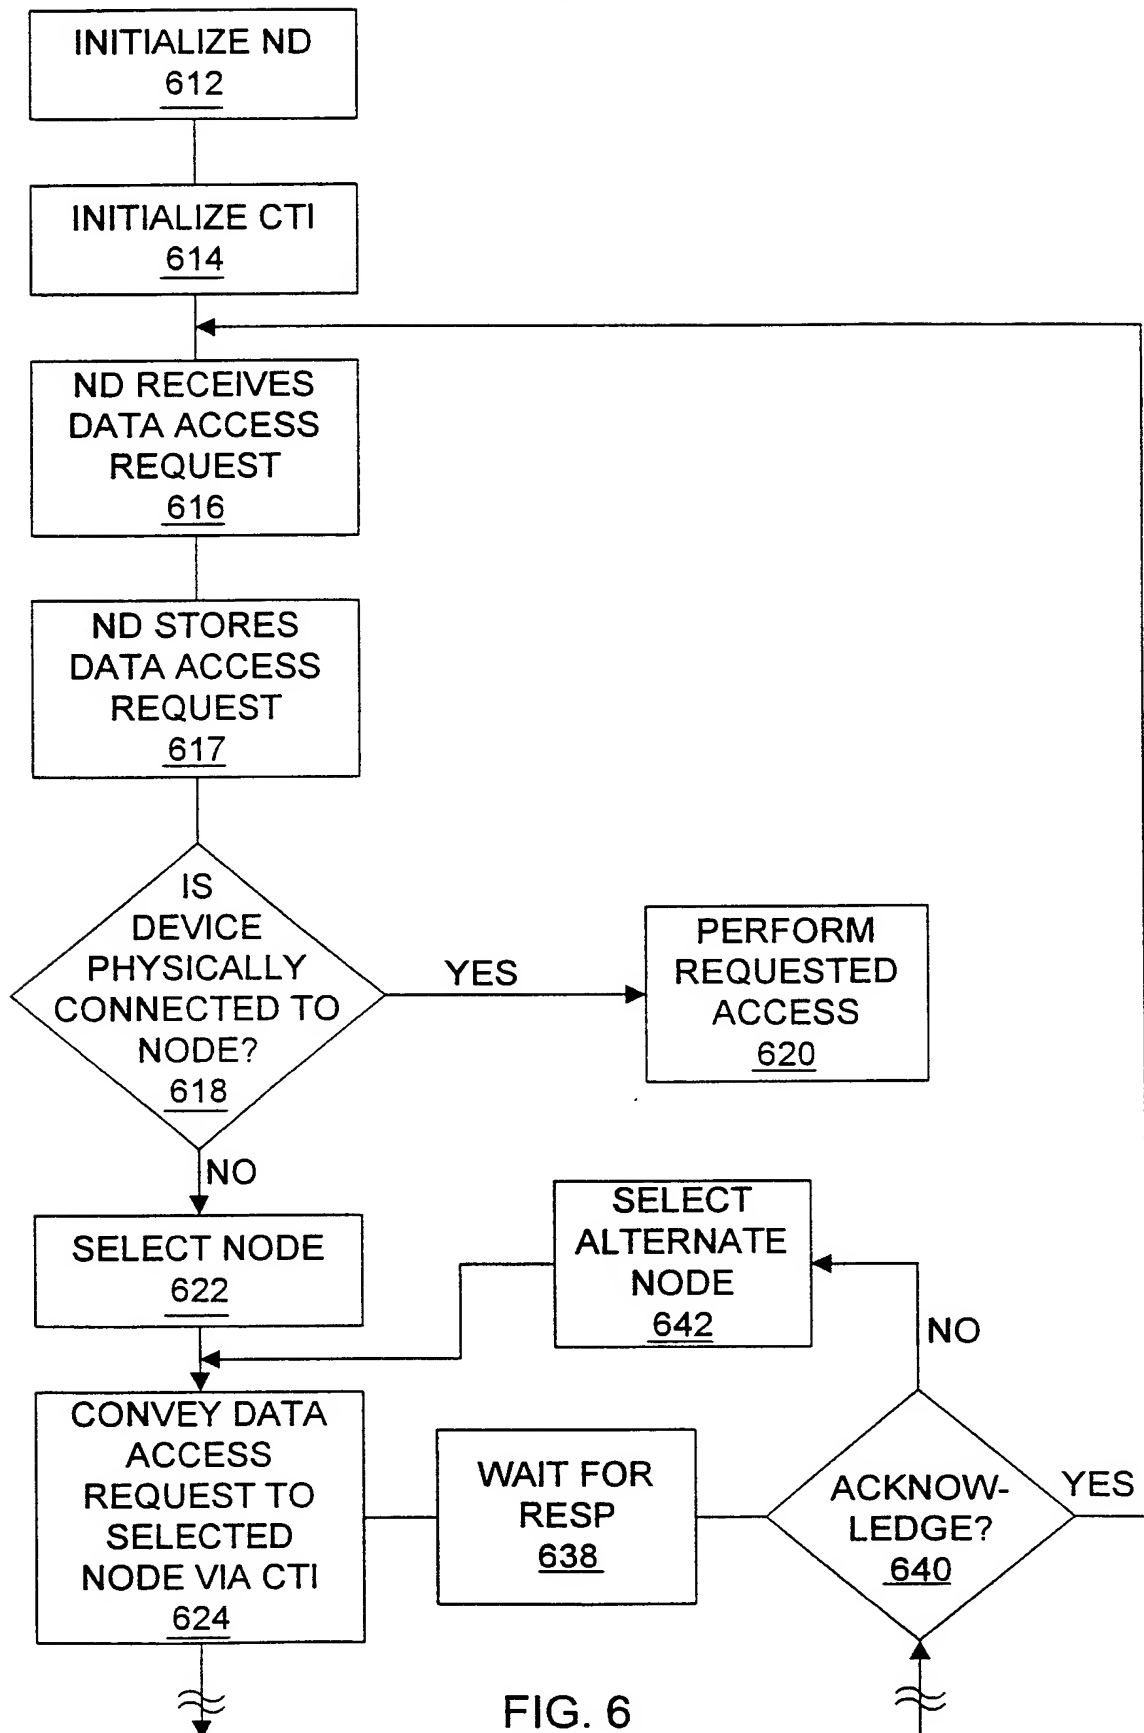 INITIALIZE ND
612
INITIALIZE CTI
614
ND RECEIVES
DATA ACCESS
REQUEST
616
ND STORES
DATA ACCESS
REQUEST
617
IS
DEVICE
PHYSICALLY
CONNECTED TO
NODE?
618
YES
PERFORM
REQUESTED
ACCESS
620
NO
SELECT NODE
622
SELECT
ALTERNATE
NODE
642
NO
CONVEY DATA
ACCESS
REQUEST TO
SELECTED
NODE VIA CTI
624
WAIT FOR
RESP
638
ACKNOW-
LEDGE?
640
YES
FIG. 6